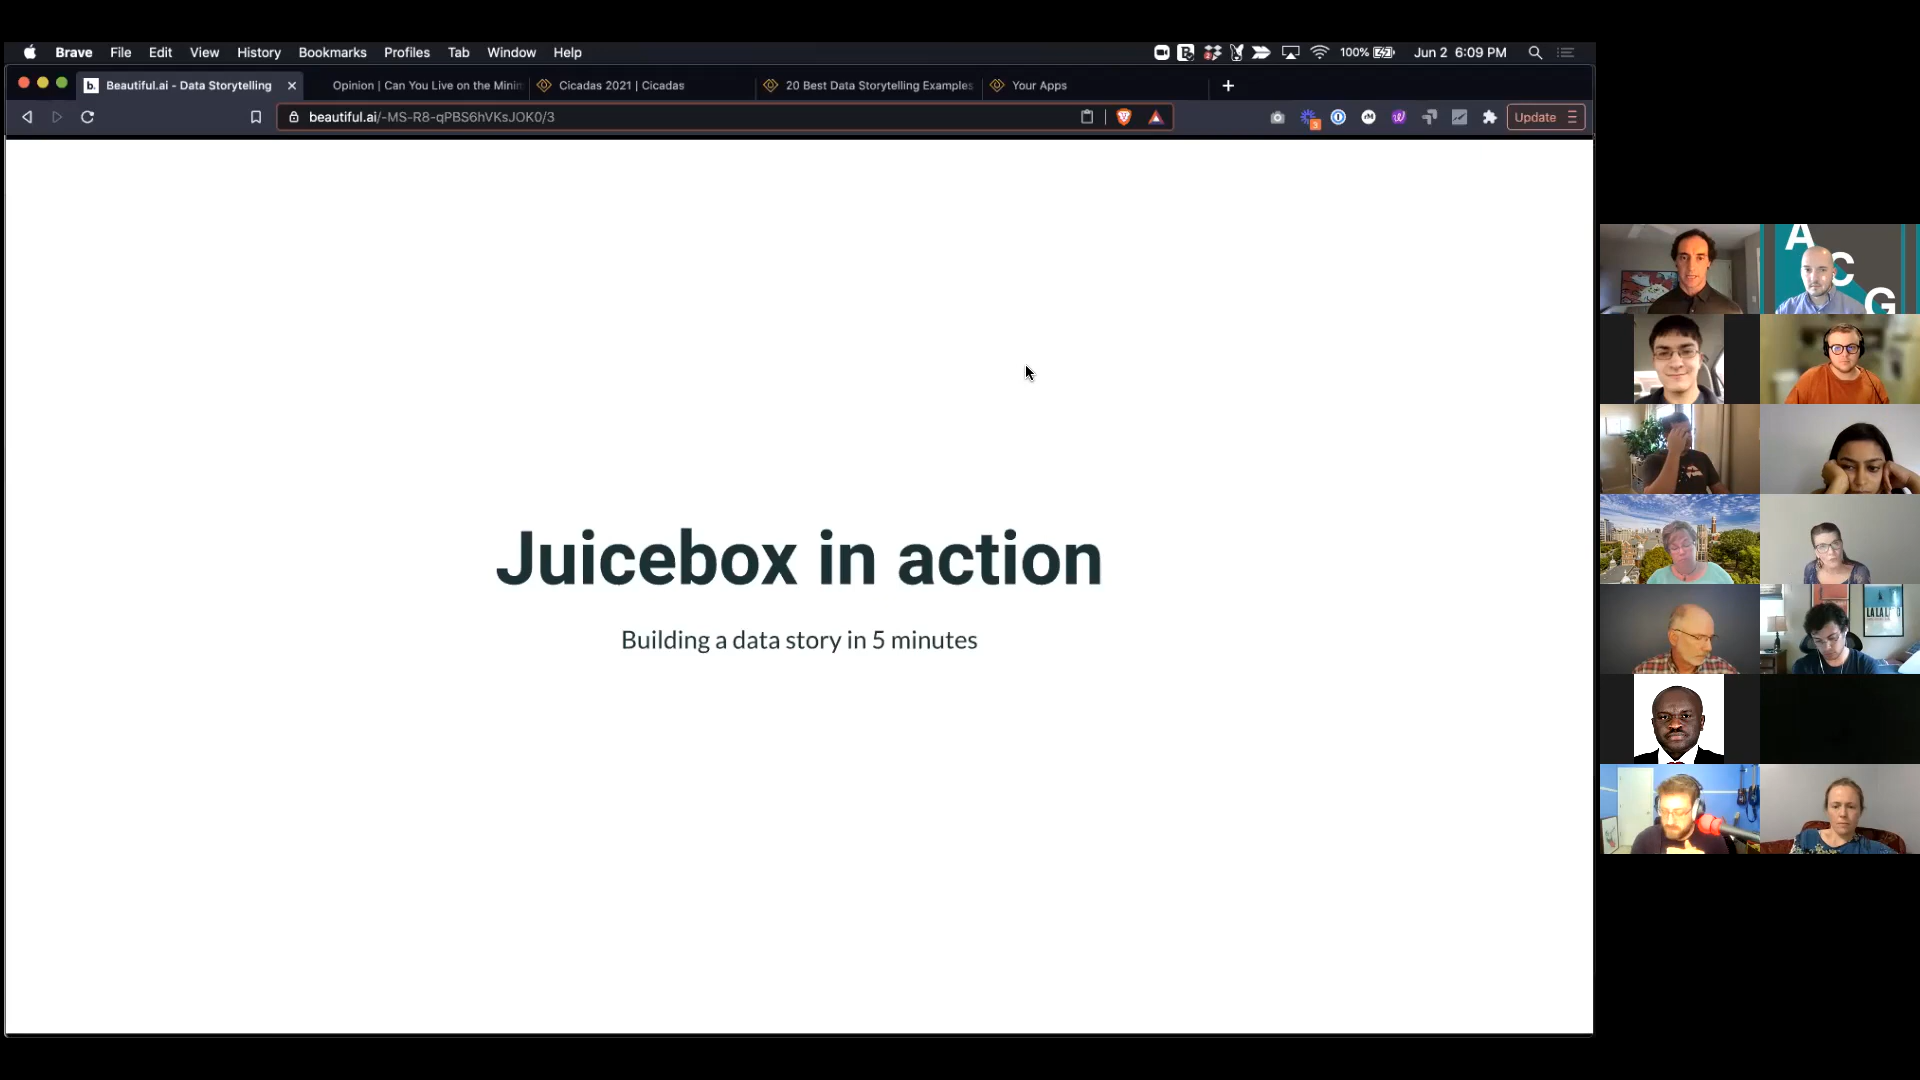 Brave File Edit View History Bookmarks Profiles Tab Window Help 100% Jun 2 6:09 PM
b. Beautiful.ai - Data Storytelling Opinion | Can You Live on the Minim Cicadas 2021 | Cicadas 20 Best Data Storytelling Examples Your Apps
beautiful.ai/-MS-R8-qPBS6hVKsJOK0/3 Update
Juicebox in action
Building a data story in 5 minutes
A
C
G
LA LA